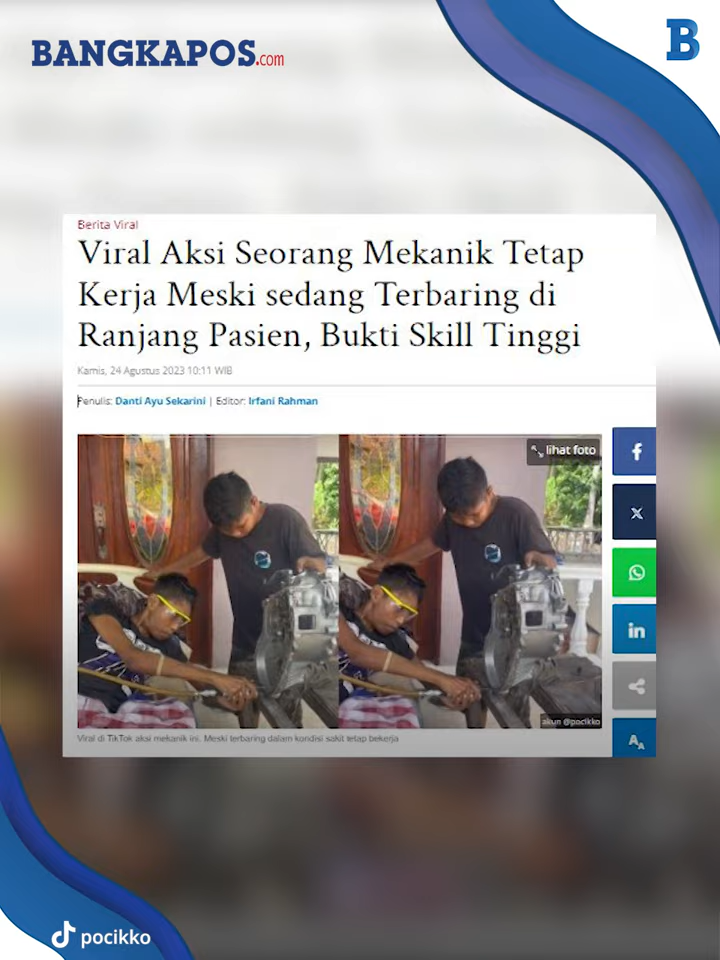 BANGKAPOS.com
B
Berita Viral
Viral Aksi Seorang Mekanik Tetap
Kerja Meski sedang Terbaring di
Ranjang Pasien, Bukti Skill Tinggi
Kamis, 24 Agustus 2023 10:11 WIB
Penulis: Danti Ayu Sekarini | Editor: Irfani Rahman
lihat foto
akun @pocikko
Viral di TikTok aksi mekanik ini. Meski terbaring dalam kondisi sakit tetap bekerja
f
X
in
AA
pocikko